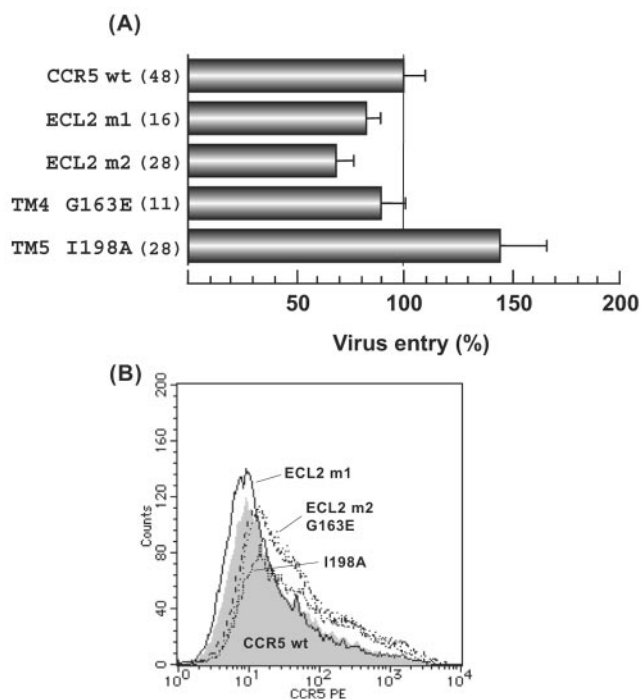 (A)
CCR5 wt (48)
ECL2 m1 (16)
ECL2 m2 (28)
TM4 G163E (11)
TM5 I198A (28)
50 100 150 200
Virus entry (%)
(B)
200
160
120
80
40
0
Counts
ECL2 m1
ECL2 m2
G163E
I198A
CCR5 wt
10^0 10^1 10^2 10^3 10^4
CCR5 PE